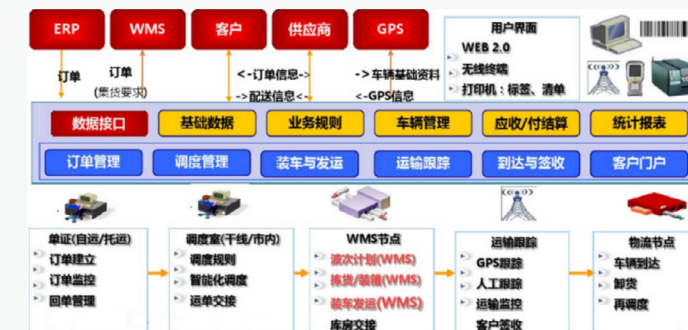 ERP
WMS
客户
供应商
GPS
用户界面
WEB 2.0
无线终端
打印机：标签、清单
订单
订单
(集货要求)
<-订单信息->
->配送信息<-
->车辆基础资料
<-GPS信息
数据接口
基础数据
业务规则
车辆管理
应收/付结算
统计报表
订单管理
调度管理
装车与发运
运输跟踪
到达与签收
客户门户
单证(自运/托运)
订单建立
订单监控
回单管理
调度室(干线/市内)
调度规则
智能化调度
运单交接
WMS节点
波次计划(WMS)
拣货/装箱(WMS)
装车发运(WMS)
库房交接
运输跟踪
GPS跟踪
人工跟踪
运输监控
客户签收
物流节点
车辆到达
卸货
再调度